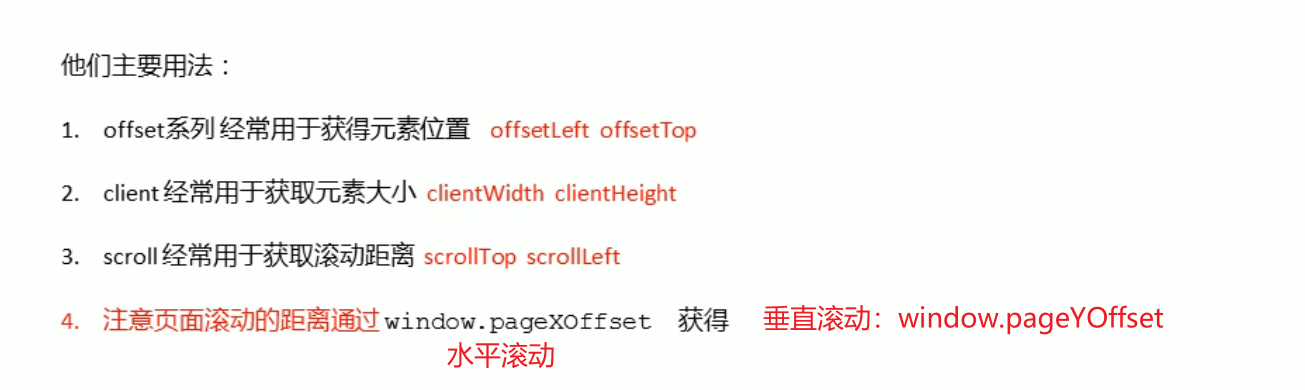 他们主要用法：
1. offset系列 经常用于获得元素位置 offsetLeft offsetTop
2. client 经常用于获取元素大小 clientWidth clientHeight
3. scroll 经常用于获取滚动距离 scrollTop scrollLeft
4. 注意页面滚动的距离通过 window.pageXOffset 获得 垂直滚动：window.pageYOffset
水平滚动